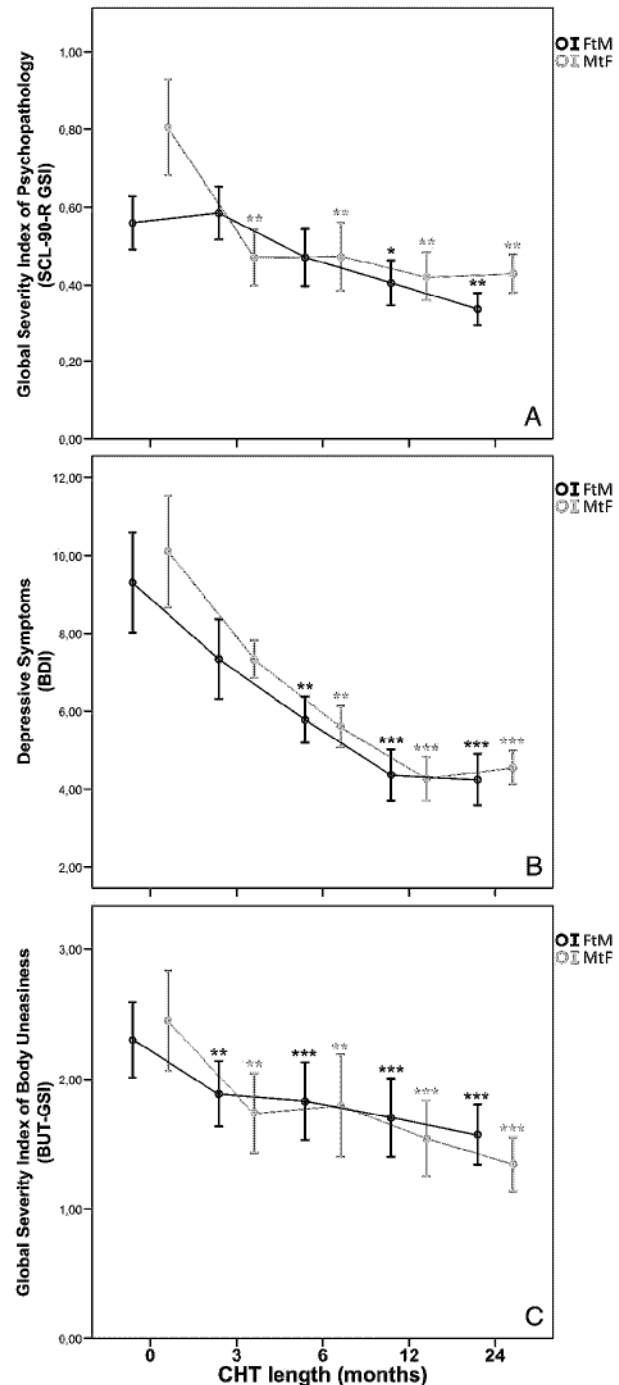 Global Severity Index of Psychopathology
(SCL-90-R GSI)
1,00
0,80
0,60
0,40
0,20
0,00
**
**
*
**
**
**
A
FtM
MtF
Depressive Symptoms
(BDI)
12,00
10,00
8,00
6,00
4,00
2,00
**
**
***
***
***
***
B
FtM
MtF
Global Severity Index of Body Uneasiness
(BUT-GSI)
3,00
2,00
1,00
0,00
**
**
***
**
***
***
***
***
C
FtM
MtF
0 3 6 12 24
CHT length (months)